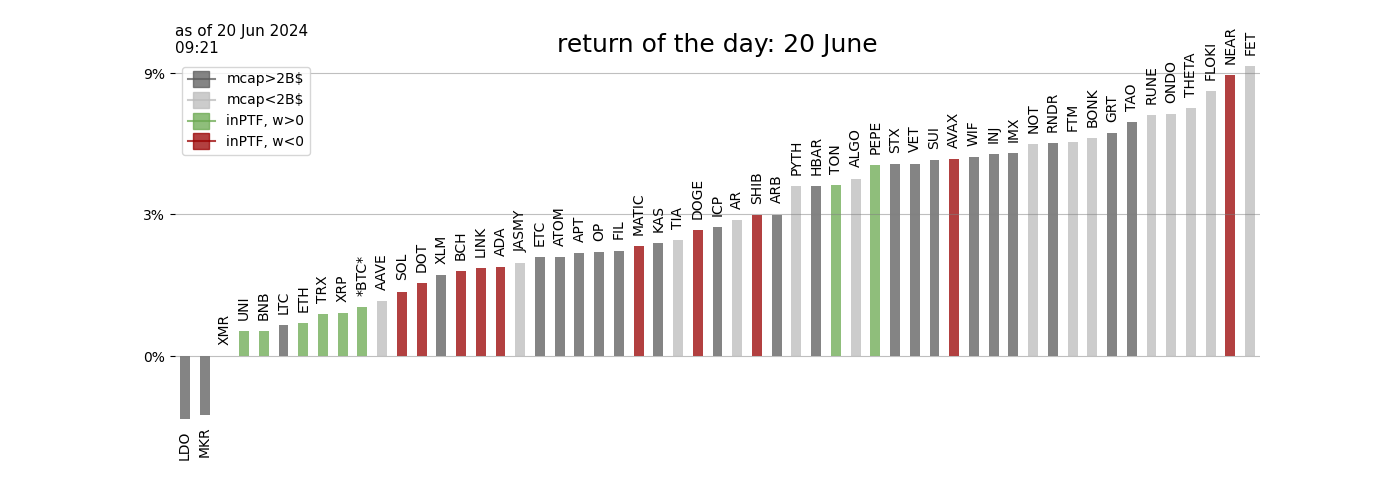 as of 20 Jun 2024
09:21
return of the day: 20 June
mcap>2B$
mcap<2B$
inPTF, w>0
inPTF, w<0
9%
3%
0%
LDO
MKR
XMR
UNI
BNB
LTC
ETH
TRX
XRP
*BTC*
AAVE
SOL
DOT
XLM
BCH
LINK
ADA
JASMY
ETC
ATOM
APT
OP
FIL
MATIC
KAS
TIA
DOGE
ICP
AR
SHIB
ARB
PYTH
HBAR
TON
ALGO
PEPE
STX
VET
SUI
AVAX
WIF
INJ
IMX
NOT
RNDR
FTM
BONK
GRT
TAO
RUNE
ONDO
THETA
FLOKI
NEAR
FET